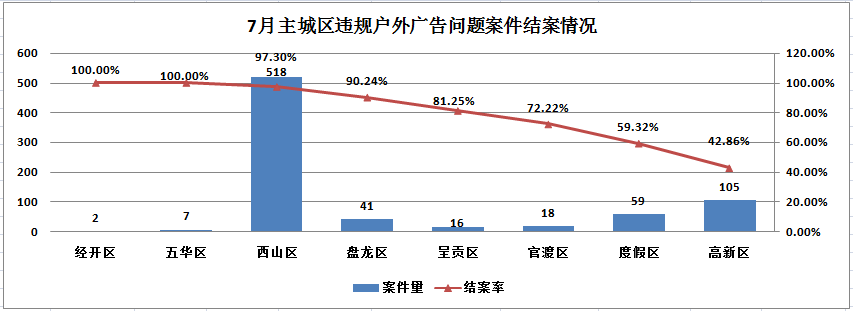 7月主城区违规户外广告问题案件结案情况
600 120.00%
500 100.00%
400 80.00%
300 60.00%
200 40.00%
100 20.00%
0 0.00%
100.00% 100.00% 97.30% 90.24% 81.25% 72.22% 59.32% 42.86%
2 7 518 41 16 18 59 105
经开区 五华区 西山区 盘龙区 呈贡区 官渡区 度假区 高新区
案件量 结案率